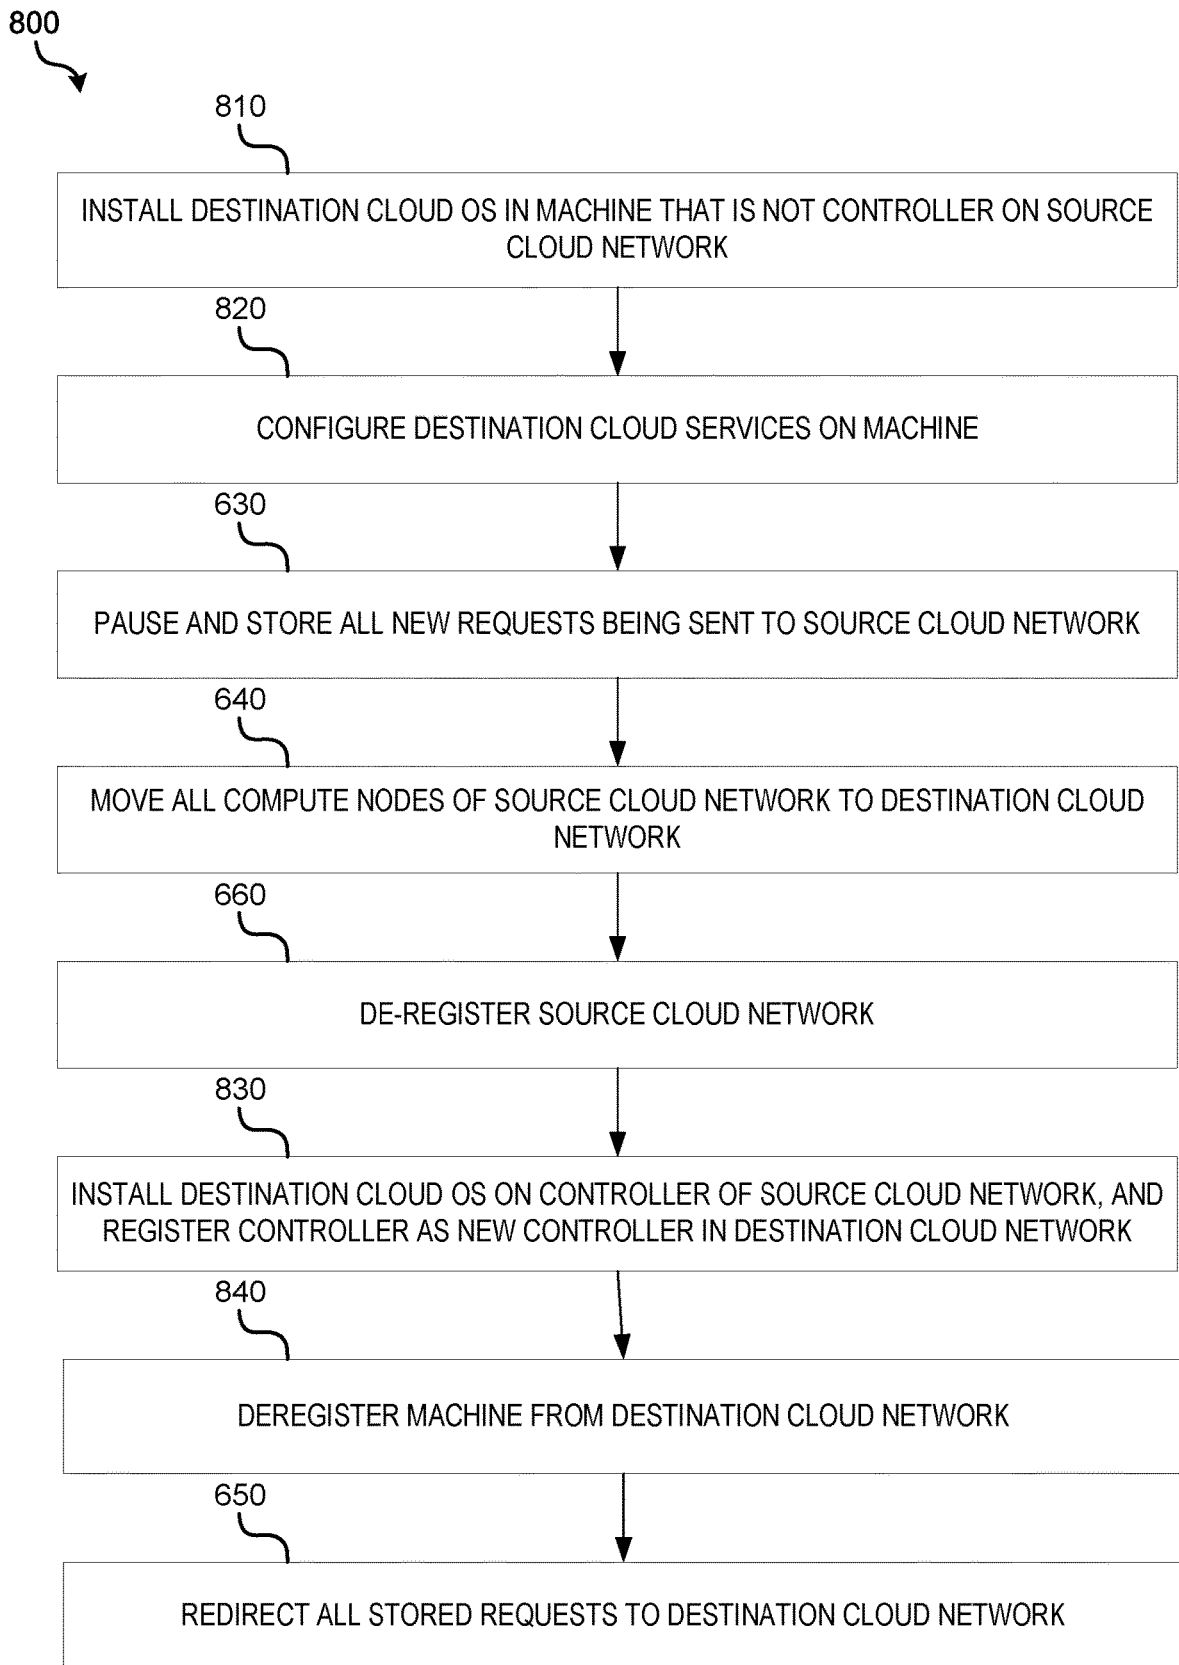 800
810
INSTALL DESTINATION CLOUD OS IN MACHINE THAT IS NOT CONTROLLER ON SOURCE
CLOUD NETWORK
820
CONFIGURE DESTINATION CLOUD SERVICES ON MACHINE
630
PAUSE AND STORE ALL NEW REQUESTS BEING SENT TO SOURCE CLOUD NETWORK
640
MOVE ALL COMPUTE NODES OF SOURCE CLOUD NETWORK TO DESTINATION CLOUD
NETWORK
660
DE-REGISTER SOURCE CLOUD NETWORK
830
INSTALL DESTINATION CLOUD OS ON CONTROLLER OF SOURCE CLOUD NETWORK, AND
REGISTER CONTROLLER AS NEW CONTROLLER IN DESTINATION CLOUD NETWORK
840
DEREGISTER MACHINE FROM DESTINATION CLOUD NETWORK
650
REDIRECT ALL STORED REQUESTS TO DESTINATION CLOUD NETWORK